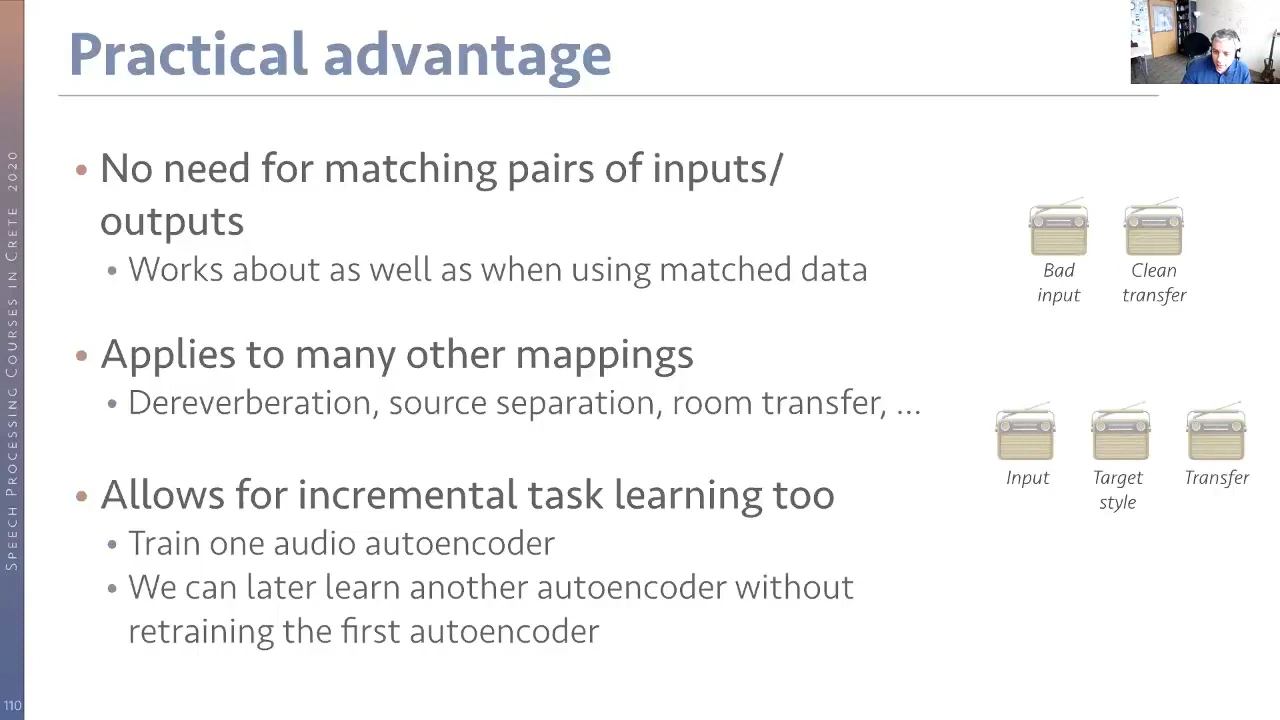 Practical advantage
• No need for matching pairs of inputs/
outputs
• Works about as well as when using matched data
Bad
input
Clean
transfer
• Applies to many other mappings
• Dereverberation, source separation, room transfer, ...
Input
Target
style
Transfer
• Allows for incremental task learning too
• Train one audio autoencoder
• We can later learn another autoencoder without
retraining the first autoencoder
SPEECH PROCESSING COURSES IN CRETE 2020
110